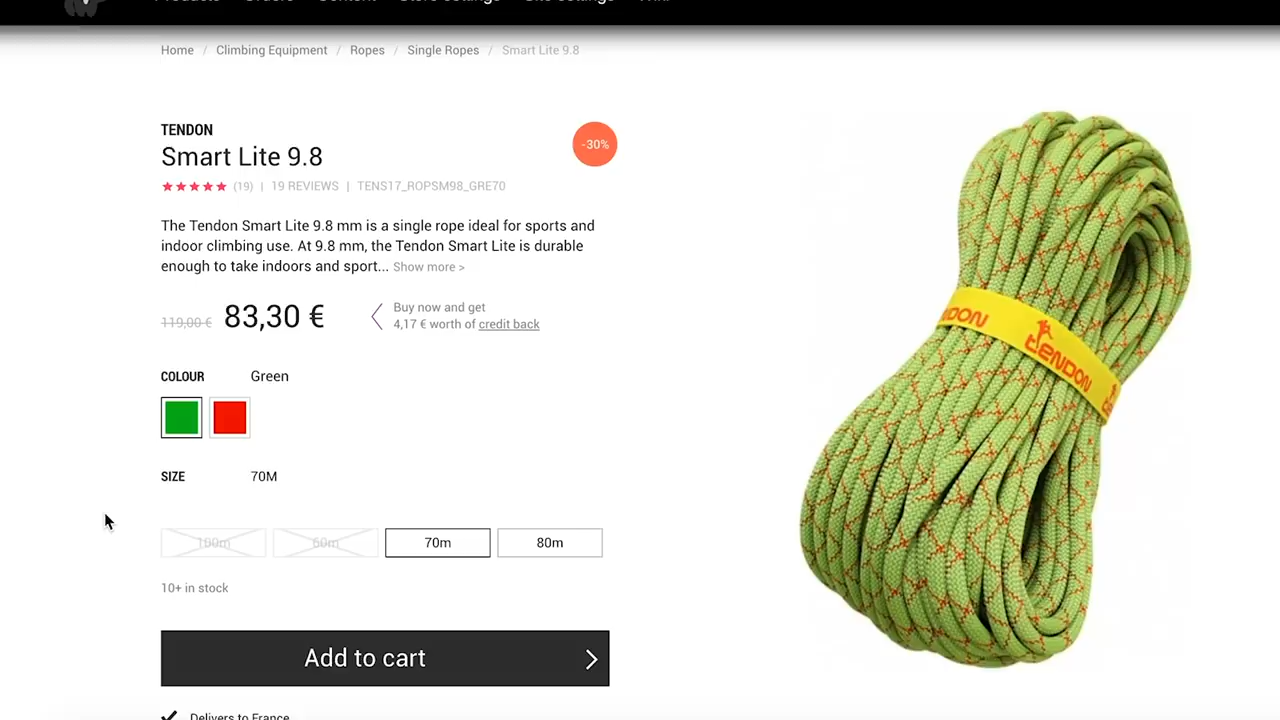 Home / Climbing Equipment / Ropes / Single Ropes / Smart Lite 9.8
TENDON
Smart Lite 9.8
-30%
(19) | 19 REVIEWS | TENS17_ROPSM98_GRE70
The Tendon Smart Lite 9.8 mm is a single rope ideal for sports and
indoor climbing use. At 9.8 mm, the Tendon Smart Lite is durable
enough to take indoors and sport... Show more >
119,00 € 83,30 €
Buy now and get
4,17 € worth of credit back
COLOUR Green
SIZE 70M
100m 60m 70m 80m
10+ in stock
Add to cart
Delivers to France
TENDON